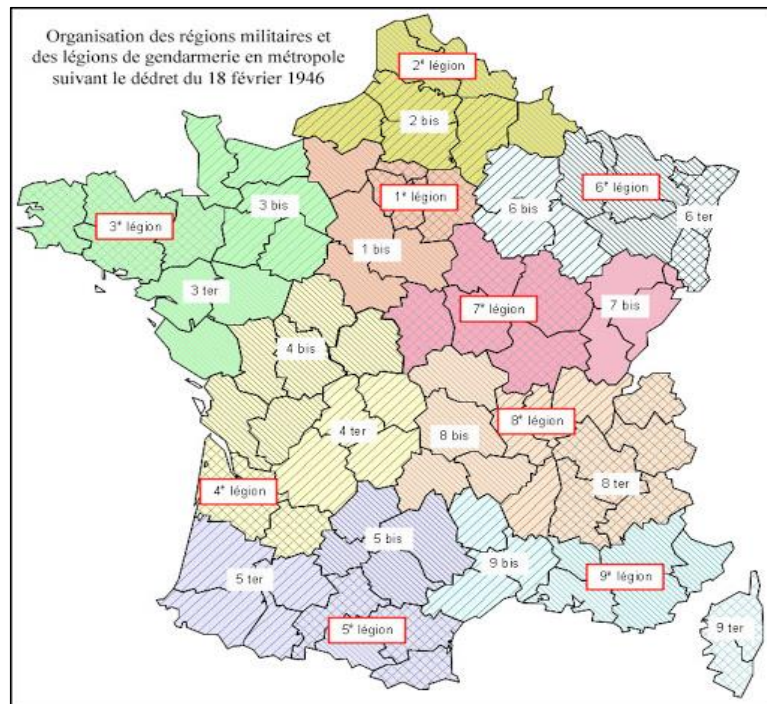 Organisation des régions militaires et
des légions de gendarmerie en métropole
suivant le dédret du 18 février 1946
2ᵉ légion
2 bis
6ᵉ légion
1ᵉ légion
3 bis
6 bis
6 ter
3ᵉ légion
1 bis
3 ter
7ᵉ légion
7 bis
4 bis
8ᵉ légion
4 ter
8 bis
8 ter
4ᵉ légion
5 bis
9 bis
9ᵉ légion
5 ter
5ᵉ légion
9 ter